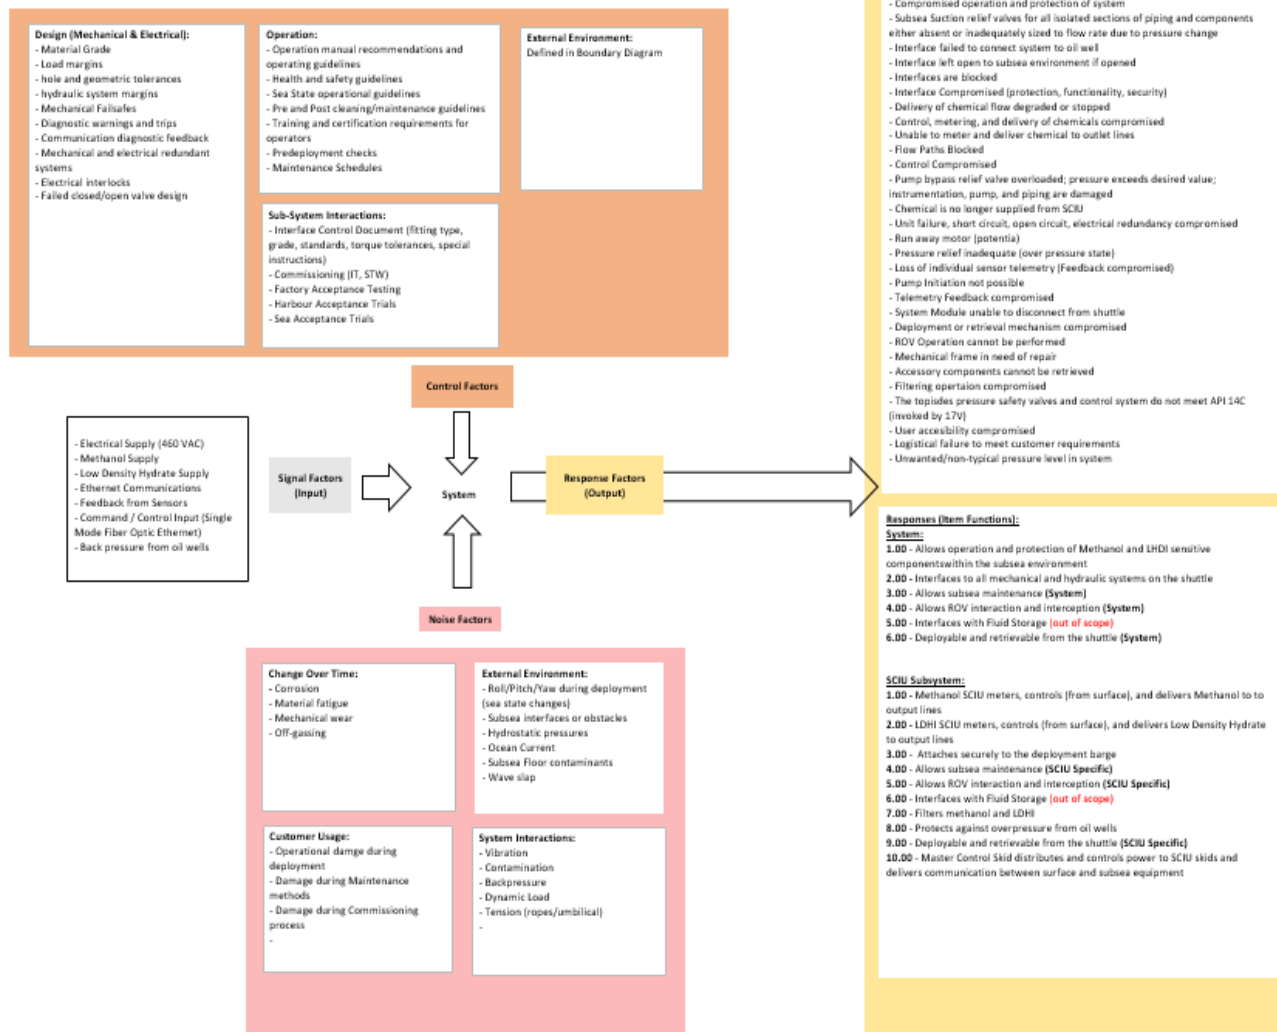 Design (Mechanical & Electrical):
- Material Grade
- Load margins
- hole and geometric tolerances
- hydraulic system margins
- Mechanical Failsafes
- Diagnostic warnings and trips
- Communication diagnostic feedback
- Mechanical and electrical redundant
systems
- Electrical interlocks
- Failed closed/open valve design
Operation:
- Operation manual recommendations and
operating guidelines
- Health and safety guidelines
- Sea State operational guidelines
- Pre and Post cleaning/maintenance guidelines
- Training and certification requirements for
operators
- Predeployment checks
- Maintenance Schedules
External Environment:
Defined in Boundary Diagram
Sub-System Interactions:
- Interface Control Document (fitting type,
grade, standards, torque tolerances, special
instructions)
- Commissioning (IT, STW)
- Factory Acceptance Testing
- Harbour Acceptance Trials
- Sea Acceptance Trials
Control Factors
- Electrical Supply (460 VAC)
- Methanol Supply
- Low Density Hydrate Supply
- Ethernet Communications
- Feedback from Sensors
- Command / Control Input (Single
Mode Fiber Optic Ethernet)
- Back pressure from oil wells
Signal Factors
(Input)
System
Response Factors
(Output)
Noise Factors
Change Over Time:
- Corrosion
- Material fatigue
- Mechanical wear
- Off-gassing
External Environment:
- Roll/Pitch/Yaw during deployment
(sea state changes)
- Subsea interfaces or obstacles
- Hydrostatic pressures
- Ocean Current
- Subsea Floor contaminants
- Wave slap
Customer Usage:
- Operational damge during
deployment
- Damage during Maintenance
methods
- Damage during Commissioning
process
-
System Interactions:
- Vibration
- Contamination
- Backpressure
- Dynamic Load
- Tension (ropes/umbilical)
-
- Compromised operation and protection of system
- Subsea Suction relief valves for all isolated sections of piping and components
either absent or inadequately sized to flow rate due to pressure change
- Interface failed to connect system to oil well
- Interface left open to subsea environment if opened
- Interfaces are blocked
- Interface Compromised (protection, functionality, security)
- Delivery of chemical flow degraded or stopped
- Control, metering, and delivery of chemicals compromised
- Unable to meter and deliver chemical to outlet lines
- Flow Paths Blocked
- Control Compromised
- Pump bypass relief valve overloaded; pressure exceeds desired value;
instrumentation, pump, and piping are damaged
- Chemical is no longer supplied from SCIU
- Unit failure, short circuit, open circuit, electrical redundancy compromised
- Run away motor (potentia)
- Pressure relief inadequate (over pressure state)
- Loss of individual sensor telemetry (Feedback compromised)
- Pump Initiation not possible
- Telemetry Feedback compromised
- System Module unable to disconnect from shuttle
- Deployment or retrieval mechanism compromised
- ROV Operation cannot be performed
- Mechanical frame in need of repair
- Accessory components cannot be retrieved
- Filtering opertaion compromised
- The topisdes pressure safety valves and control system do not meet API 14C
(invoked by 17V)
- User accesibility compromised
- Logistical failure to meet customer requirements
- Unwanted/non-typical pressure level in system
Responses (Item Functions):
System:
1.00 - Allows operation and protection of Methanol and LHDI sensitive
componentswithin the subsea environment
2.00 - Interfaces to all mechanical and hydraulic systems on the shuttle
3.00 - Allows subsea maintenance (System)
4.00 - Allows ROV interaction and interception (System)
5.00 - Interfaces with Fluid Storage (out of scope)
6.00 - Deployable and retrievable from the shuttle (System)
SCIU Subsystem:
1.00 - Methanol SCIU meters, controls (from surface), and delivers Methanol to to
output lines
2.00 - LDHI SCIU meters, controls (from surface), and delivers Low Density Hydrate
to output lines
3.00 - Attaches securely to the deployment barge
4.00 - Allows subsea maintenance (SCIU Specific)
5.00 - Allows ROV interaction and interception (SCIU Specific)
6.00 - Interfaces with Fluid Storage (out of scope)
7.00 - Filters methanol and LDHI
8.00 - Protects against overpressure from oil wells
9.00 - Deployable and retrievable from the shuttle (SCIU Specific)
10.00 - Master Control Skid distributes and controls power to SCIU skids and
delivers communication between surface and subsea equipment